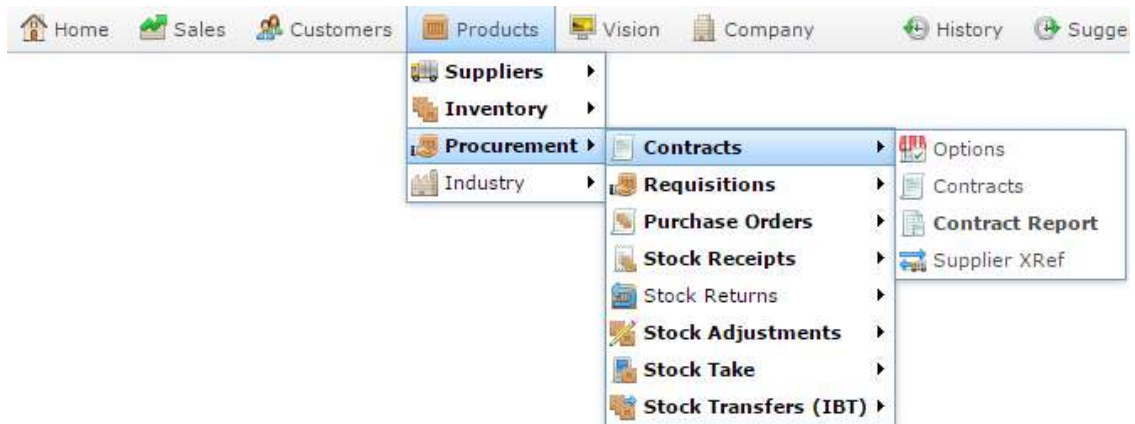 Home Sales Customers Products Vision Company History Sugge
Suppliers
Inventory
Procurement Contracts Options
Industry Requisitions Contracts
Purchase Orders Contract Report
Stock Receipts Supplier XRef
Stock Returns
Stock Adjustments
Stock Take
Stock Transfers (IBT)